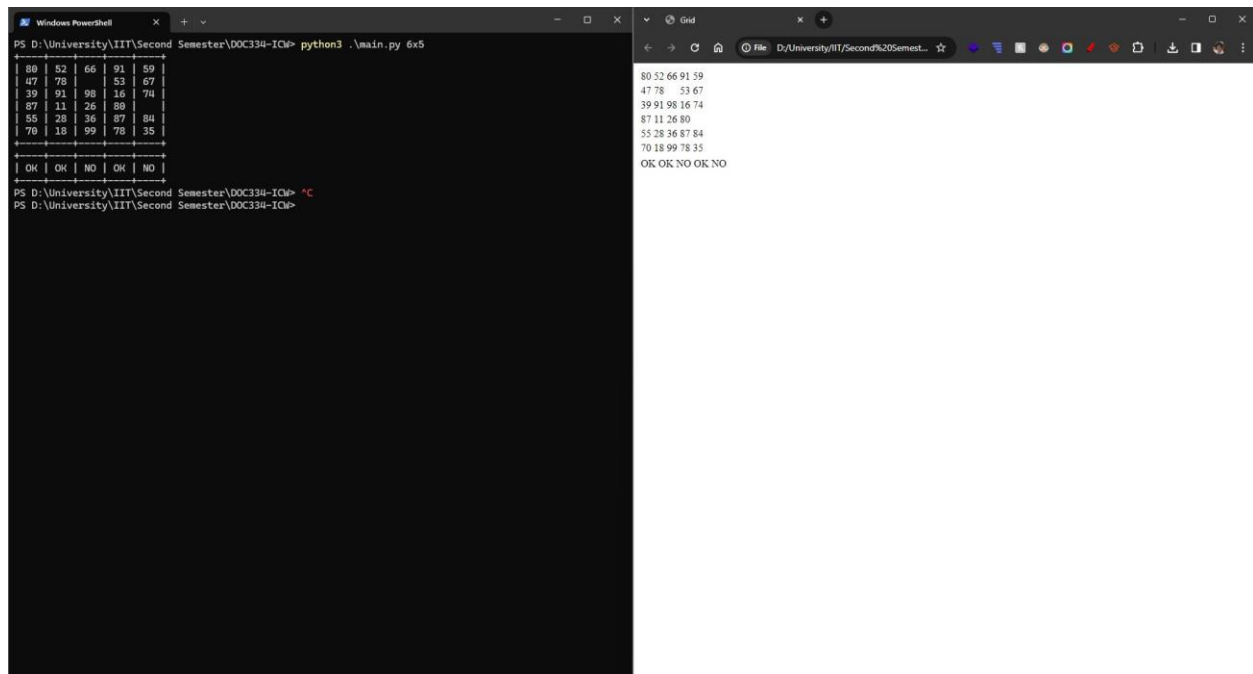 Windows PowerShell
PS D:\University\IIT\Second Semester\DOC334-ICW> python3 .\main.py 6x5
+----+----+----+----+----+
| 80 | 52 | 66 | 91 | 59 |
| 47 | 78 |    | 53 | 67 |
| 39 | 91 | 98 | 16 | 74 |
| 87 | 11 | 26 | 80 |    |
| 55 | 28 | 36 | 87 | 84 |
| 70 | 18 | 99 | 78 | 35 |
+----+----+----+----+----+
+----+----+----+----+----+
| OK | OK | NO | OK | NO |
+----+----+----+----+----+
PS D:\University\IIT\Second Semester\DOC334-ICW> ^C
PS D:\University\IIT\Second Semester\DOC334-ICW>
Grid
File D:/University/IIT/Second%20Semest...
80 52 66 91 59
47 78 53 67
39 91 98 16 74
87 11 26 80
55 28 36 87 84
70 18 99 78 35
OK OK NO OK NO